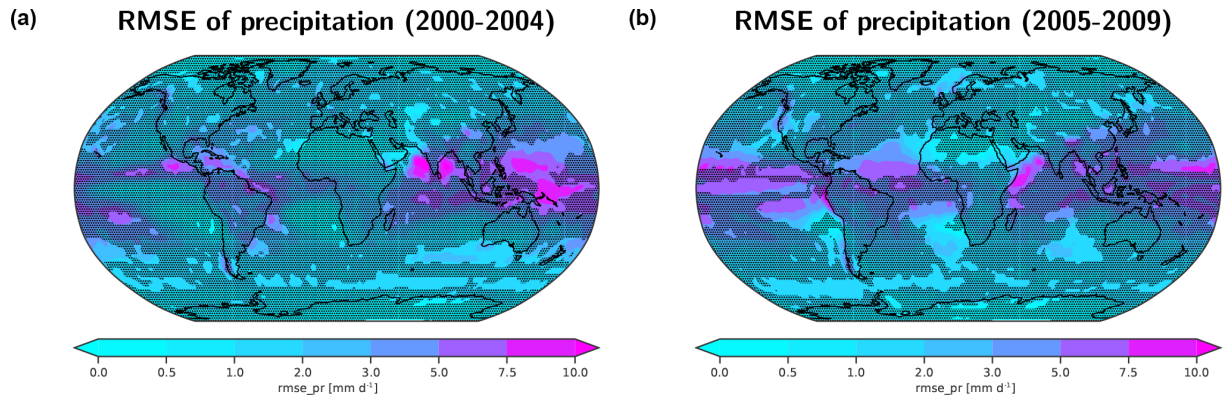 (a) RMSE of precipitation (2000-2004)
0.0 0.5 1.0 2.0 3.0 5.0 7.5 10.0
rmse_pr [mm d-1]
(b) RMSE of precipitation (2005-2009)
0.0 0.5 1.0 2.0 3.0 5.0 7.5 10.0
rmse_pr [mm d-1]